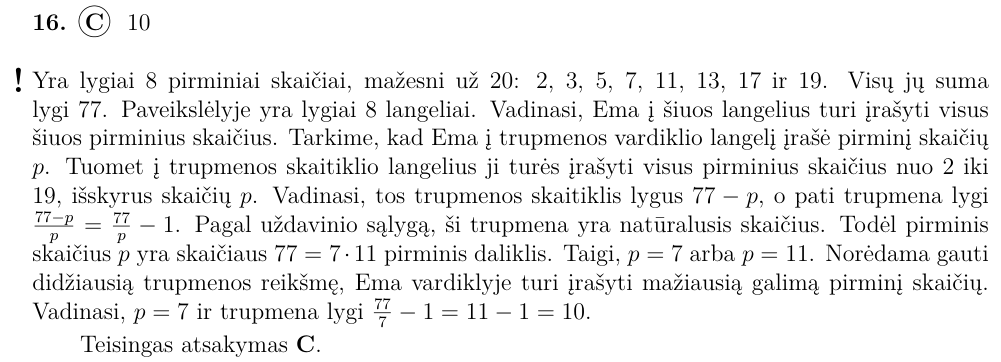 16. C 10
! Yra lygiai 8 pirminiai skaičiai, mažesni už 20: 2, 3, 5, 7, 11, 13, 17 ir 19. Visų jų suma
lygi 77. Paveikslėlyje yra lygiai 8 langeliai. Vadinasi, Ema į šiuos langelius turi įrašyti visus
šiuos pirminius skaičius. Tarkime, kad Ema į trupmenos vardiklio langelį įrašė pirminį skaičių
p. Tuomet į trupmenos skaitiklio langelius ji turės įrašyti visus pirminius skaičius nuo 2 iki
19, išskyrus skaičių p. Vadinasi, tos trupmenos skaitiklis lygus 77 − p, o pati trupmena lygi
\frac{77-p}{p} = \frac{77}{p} − 1. Pagal uždavinio sąlygą, ši trupmena yra natūralusis skaičius. Todėl pirminis
skaičius p yra skaičiaus 77 = 7 · 11 pirminis daliklis. Taigi, p = 7 arba p = 11. Norėdama gauti
didžiausią trupmenos reikšmę, Ema vardiklyje turi įrašyti mažiausią galimą pirminį skaičių.
Vadinasi, p = 7 ir trupmena lygi \frac{77}{7} − 1 = 11 − 1 = 10.
Teisingas atsakymas C.